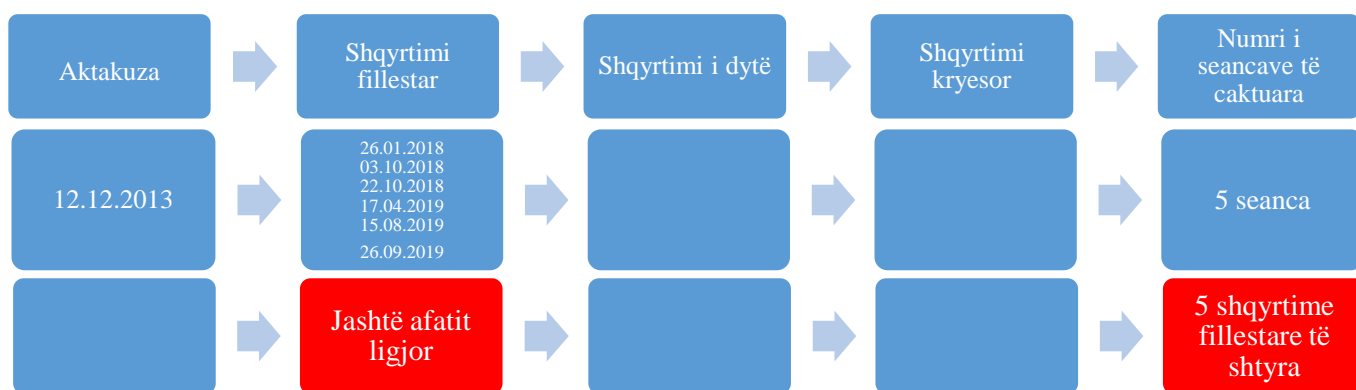 Aktakuza
Shqyrtimi
fillestar
Shqyrtimi i dytë
Shqyrtimi
kryesor
Numri i
seancave të
caktuara
12.12.2013
26.01.2018
03.10.2018
22.10.2018
17.04.2019
15.08.2019
26.09.2019
5 seanca
Jashtë afatit
ligjor
5 shqyrtime
fillestare të
shtyra